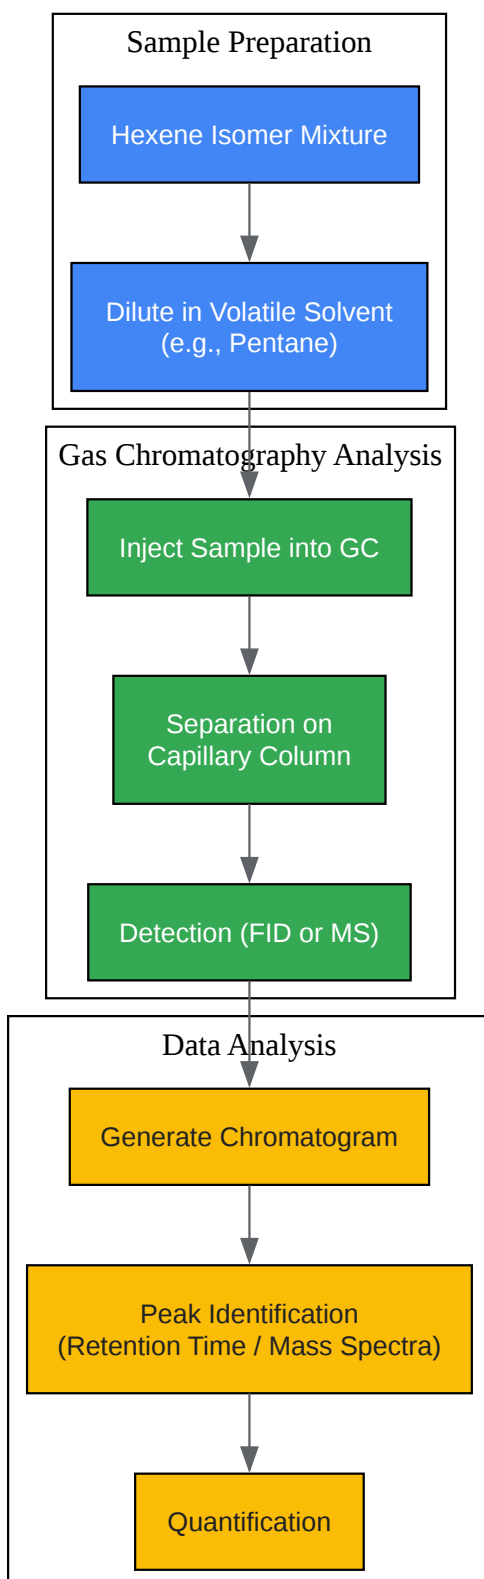 Sample Preparation
Hexene Isomer Mixture
Dilute in Volatile Solvent
(e.g., Pentane)
Gas Chromatography Analysis
Inject Sample into GC
Separation on
Capillary Column
Detection (FID or MS)
Data Analysis
Generate Chromatogram
Peak Identification
(Retention Time / Mass Spectra)
Quantification